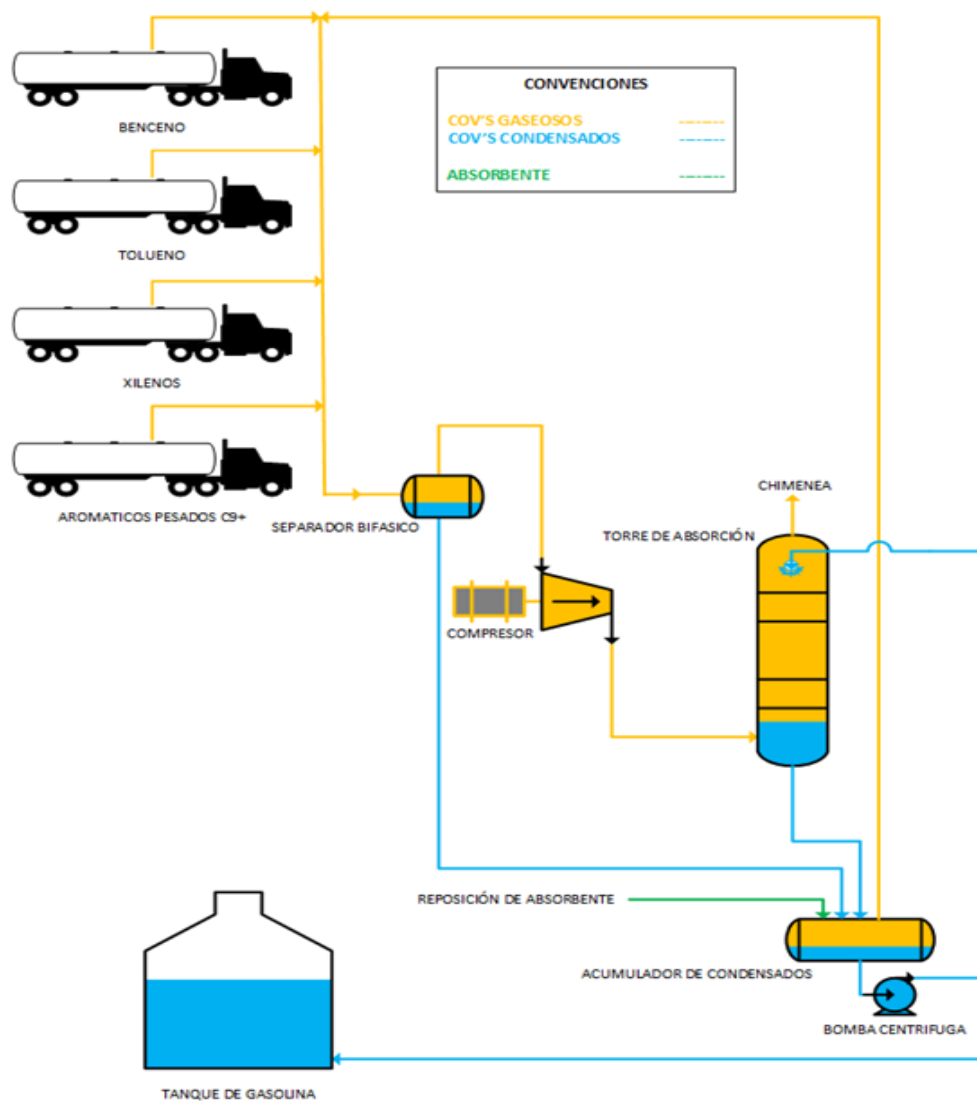 CONVENCIONES
COV'S GASEOSOS --------
COV'S CONDENSADOS --------
ABSORBENTE --------
BENCENO
TOLUENO
XILENOS
AROMATICOS PESADOS C9+
SEPARADOR BIFASICO
CHIMENEA
TORRE DE ABSORCIÓN
COMPRESOR
REPOSICIÓN DE ABSORBENTE
ACUMULADOR DE CONDENSADOS
BOMBA CENTRIFUGA
TANQUE DE GASOLINA